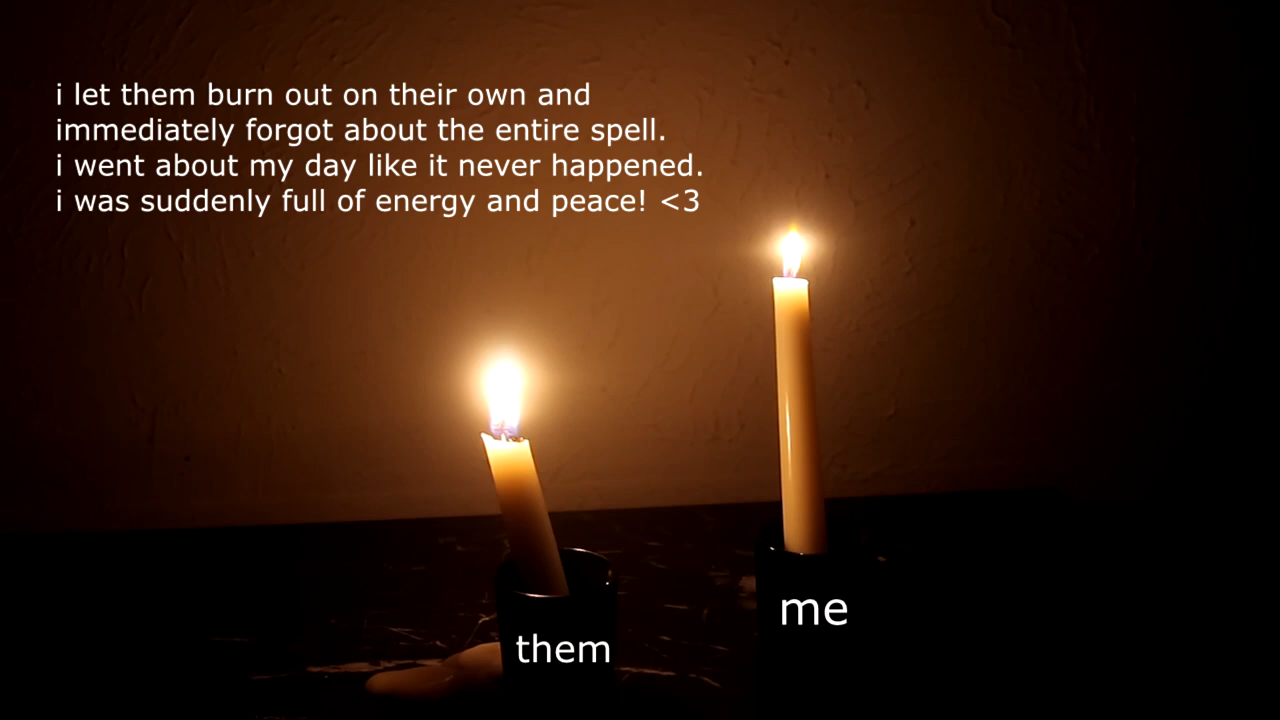 i let them burn out on their own and
immediately forgot about the entire spell.
i went about my day like it never happened.
i was suddenly full of energy and peace! <3
me
them